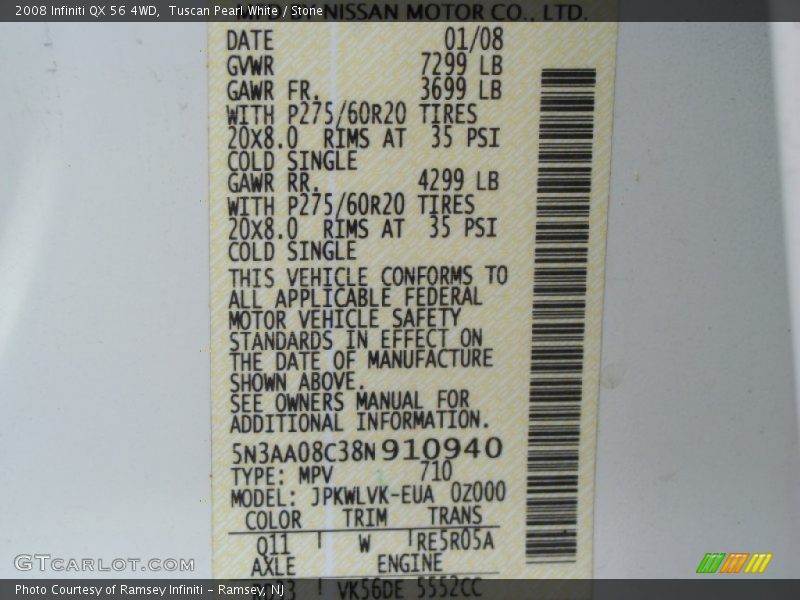 2008 Infiniti QX 56 4WD, Tuscan Pearl White / Stone
MFD BY NISSAN MOTOR CO., LTD.
DATE 01/08
GVWR 7299 LB
GAWR FR. 3699 LB
WITH P275/60R20 TIRES
20X8.0 RIMS AT 35 PSI
COLD SINGLE
GAWR RR. 4299 LB
WITH P275/60R20 TIRES
20X8.0 RIMS AT 35 PSI
COLD SINGLE
THIS VEHICLE CONFORMS TO
ALL APPLICABLE FEDERAL
MOTOR VEHICLE SAFETY
STANDARDS IN EFFECT ON
THE DATE OF MANUFACTURE
SHOWN ABOVE.
SEE OWNERS MANUAL FOR
ADDITIONAL INFORMATION.
5N3AA08C38N910940
TYPE: MPV 710
MODEL: JPKWLVK-EUA 0Z000
COLOR TRIM TRANS
Q11 W RE5R05A
AXLE ENGINE
VK56DE 5552CC
GTCARLOT.COM
Photo Courtesy of Ramsey Infiniti - Ramsey, NJ